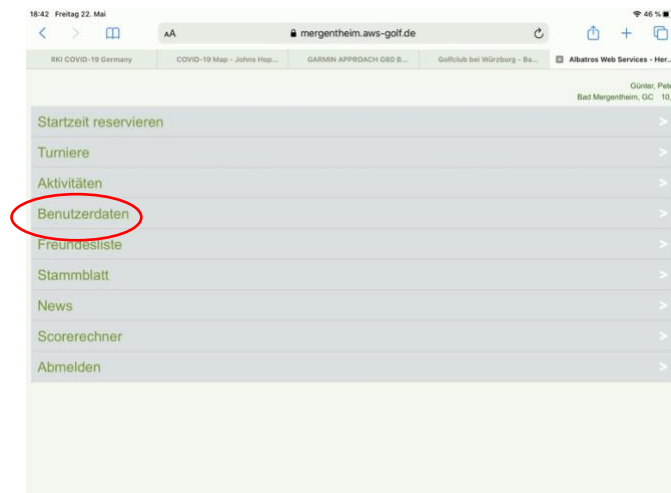 18:42 Freitag 22. Mai 46 %
AA mergentheim.aws-golf.de
RKI COVID-19 Germany COVID-19 Map - Johns Hop... GARMIN APPROACH G80 B... Golfclub bei Würzburg - Ba... Albatros Web Services - Her...
Günter, Pete
Bad Mergentheim, GC 10,
Startzeit reservieren
Turniere
Aktivitäten
Benutzerdaten
Freundesliste
Stammblatt
News
Scorerechner
Abmelden